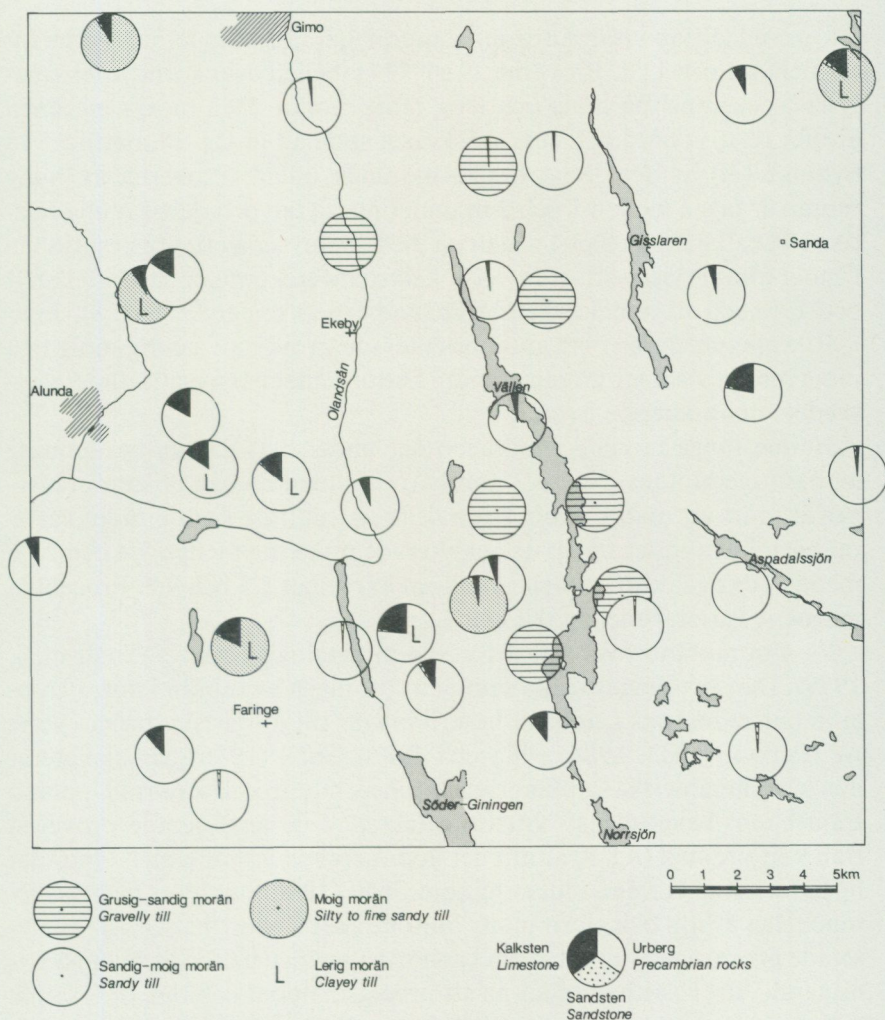 Gimo
L
Gisslaren
Sanda
L
Ekeby
Alunda
Olandsån
Vällen
L
L
Aspadalssjön
L
L
Faringe
Söder-Giningen
Norrsjön
Grusig-sandig morän
Gravelly till
Moig morän
Silty to fine sandy till
Sandig-moig morän
Sandy till
L
Lerig morän
Clayey till
0 1 2 3 4 5km
Kalksten
Limestone
Urberg
Precambrian rocks
Sandsten
Sandstone